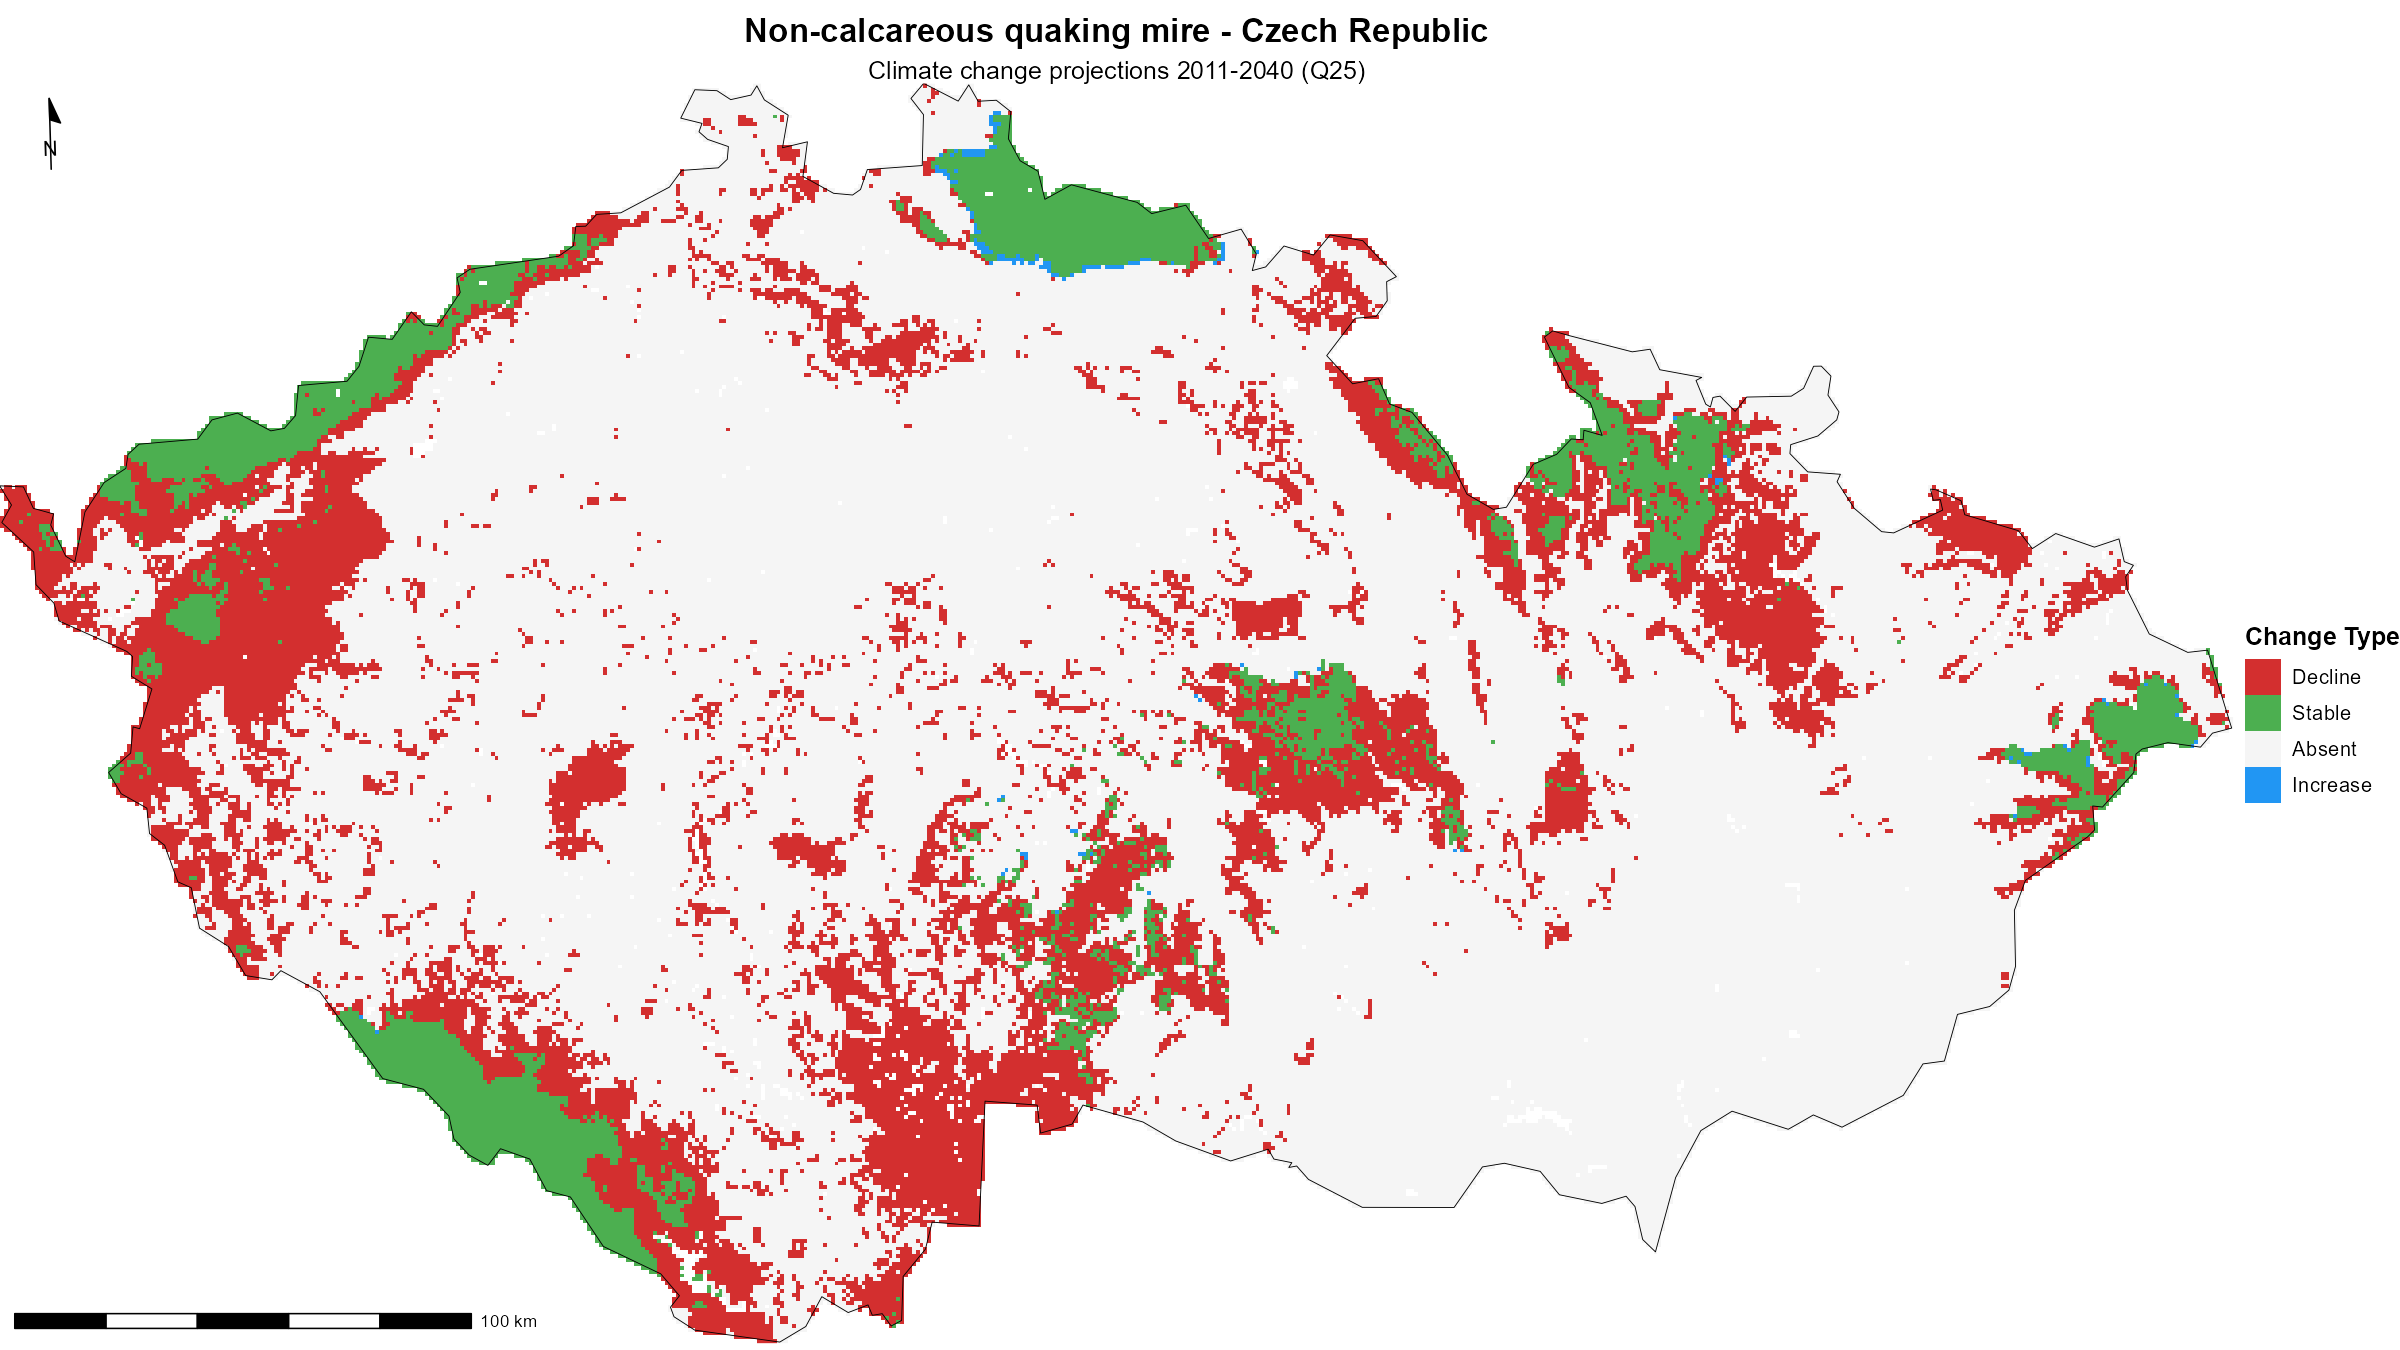 Non-calcareous quaking mire - Czech Republic
Climate change projections 2011-2040 (Q25)
N
Change Type
Decline
Stable
Absent
Increase
100 km